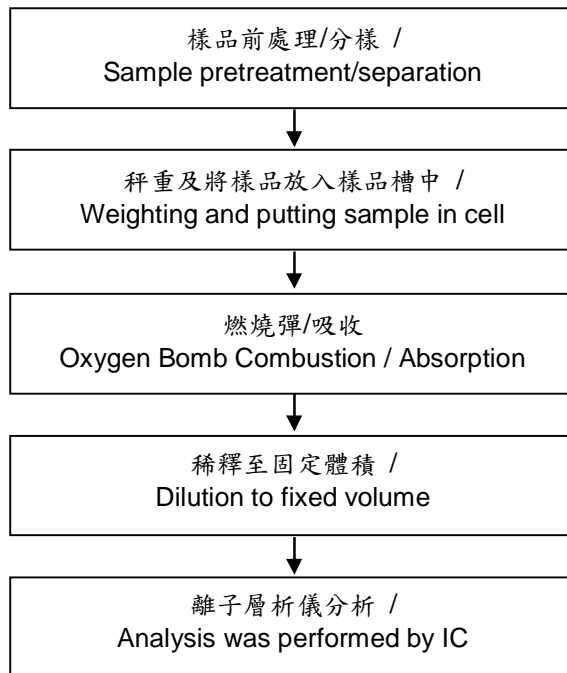 樣品前處理/分樣 /
Sample pretreatment/separation
秤重及將樣品放入樣品槽中 /
Weighting and putting sample in cell
燃燒彈/吸收
Oxygen Bomb Combustion / Absorption
稀釋至固定體積 /
Dilution to fixed volume
離子層析儀分析 /
Analysis was performed by IC